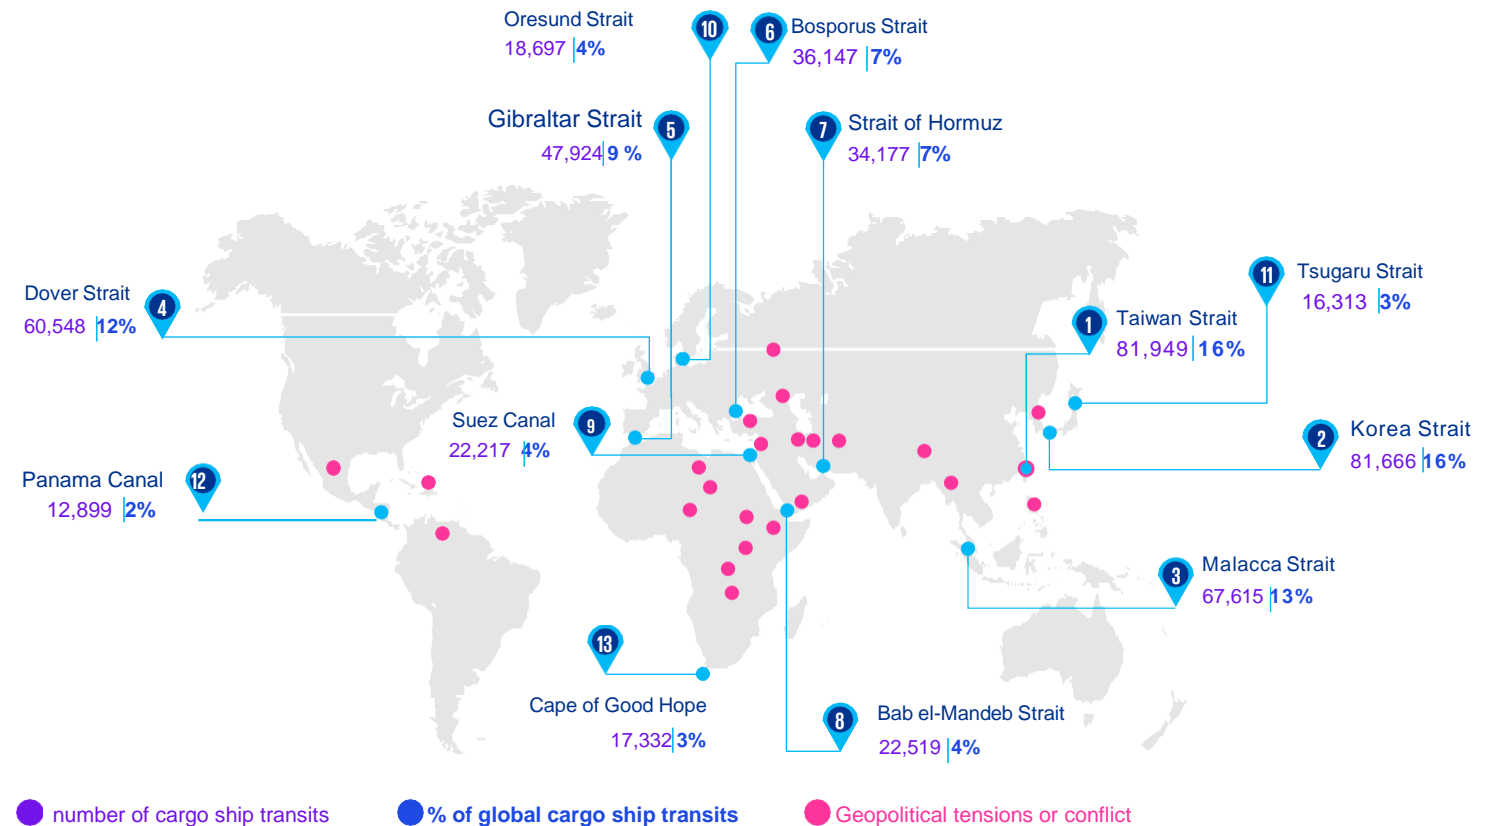 10
Oresund Strait
18,697 4%
6
Bosporus Strait
36,147 7%
Gibraltar Strait
5
47,924 9 %
7
Strait of Hormuz
34,177 7%
Dover Strait
4
60,548 12%
11
Tsugaru Strait
16,313 3%
1
Taiwan Strait
81,949 16%
Suez Canal
9
22,217 4%
2
Korea Strait
81,666 16%
Panama Canal
12
12,899 2%
3
Malacca Strait
67,615 13%
13
Cape of Good Hope
17,332 3%
8
Bab el-Mandeb Strait
22,519 4%
number of cargo ship transits
% of global cargo ship transits
Geopolitical tensions or conflict